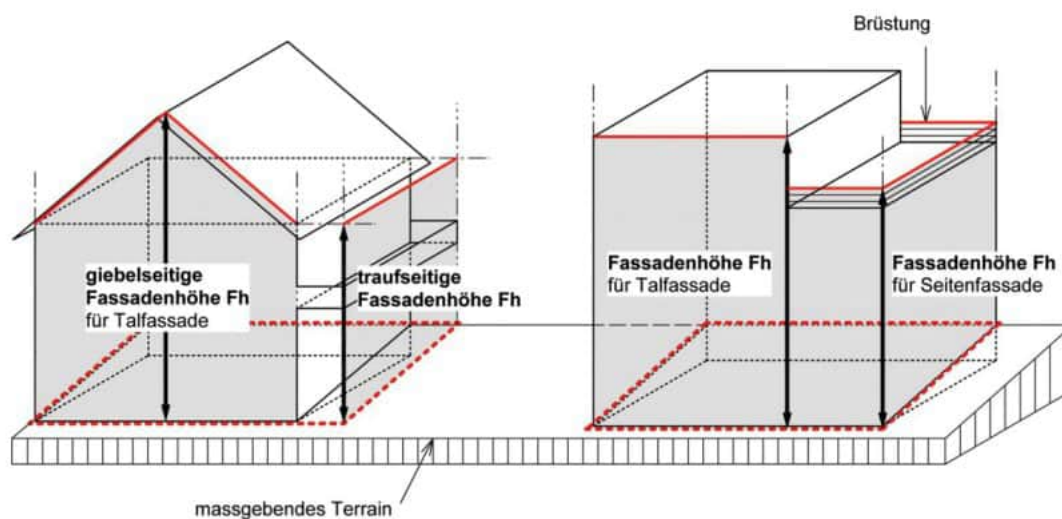 Brüstung
giebelseitige
Fassadenhöhe Fh
für Talfassade
traufseitige
Fassadenhöhe Fh
Fassadenhöhe Fh
für Talfassade
Fassadenhöhe Fh
für Seitenfassade
massgebendes Terrain